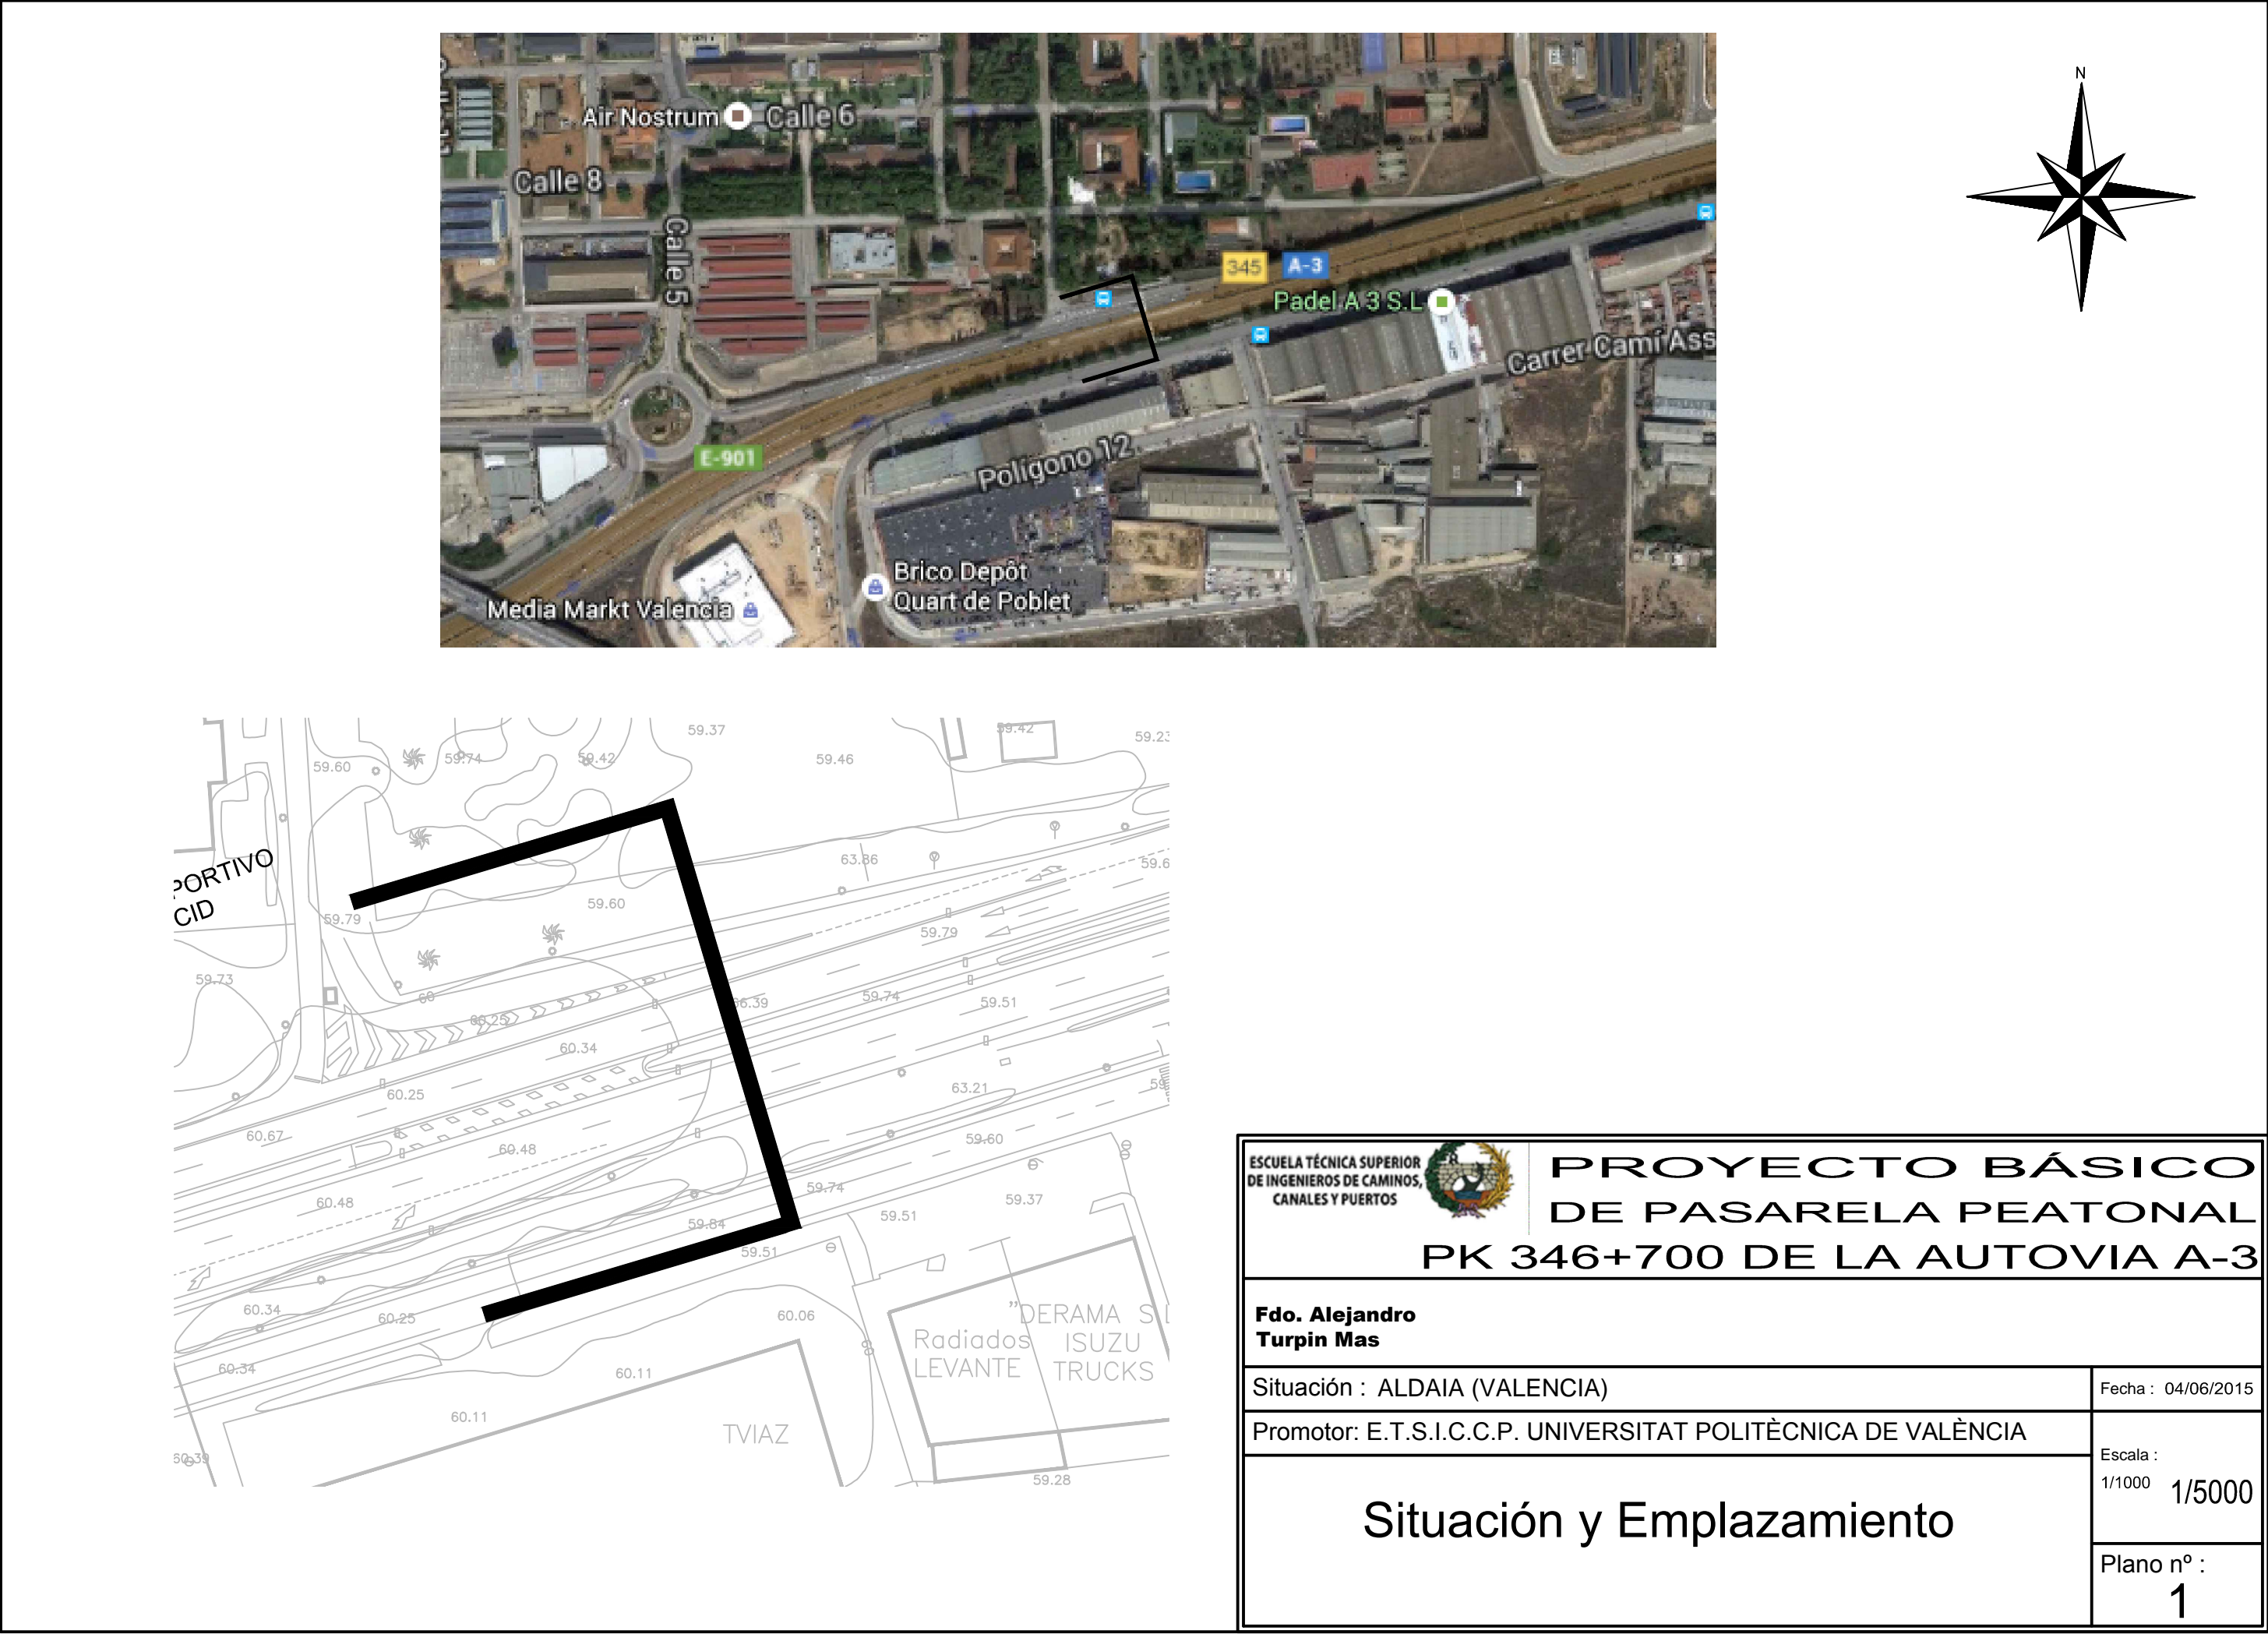 N
Air Nostrum
Calle 6
Calle 8
Calle 5
345
A-3
Padel A 3 S.L
Carrer Camí Ass
E-901
Polígono 12
Brico Depôt
Quart de Poblet
Media Markt Valencia
59.37
59.42
59.23
59.60
59.74
59.42
59.46
PORTIVO
CID
63.86
59.6
59.79
59.60
59.79
59.73
60
66.39
59.74
59.51
60.25
60.34
60.25
63.21
59
60.67
60.48
59.60
60.48
59.74
59.37
59.84
59.51
59.51
60.34
60.25
60.06
"DERAMA S L
Radiados
ISUZU
LEVANTE
TRUCKS
60.34
60.11
60.11
TVIAZ
60.39
59.28
ESCUELA TÉCNICA SUPERIOR
DE INGENIEROS DE CAMINOS,
CANALES Y PUERTOS
PROYECTO BÁSICO
DE PASARELA PEATONAL
PK 346+700 DE LA AUTOVIA A-3
Fdo. Alejandro
Turpin Mas
Situación : ALDAIA (VALENCIA)
Fecha : 04/06/2015
Promotor: E.T.S.I.C.C.P. UNIVERSITAT POLITÈCNICA DE VALÈNCIA
Escala :
1/1000 1/5000
Situación y Emplazamiento
Plano nº :
1